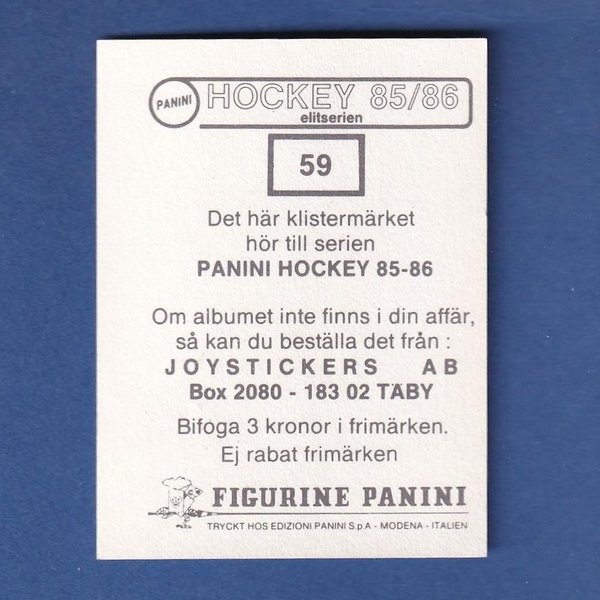 PANINI
HOCKEY 85/86
elitserien
59
Det här klistermärket
hör till serien
PANINI HOCKEY 85-86
Om albumet inte finns i din affär,
så kan du beställa det från :
JOYSTICKERS AB
Box 2080 - 183 02 TÄBY
Bifoga 3 kronor i frimärken.
Ej rabat frimärken
FIGURINE PANINI
TRYCKT HOS EDIZIONI PANINI S.p A - MODENA - ITALIEN